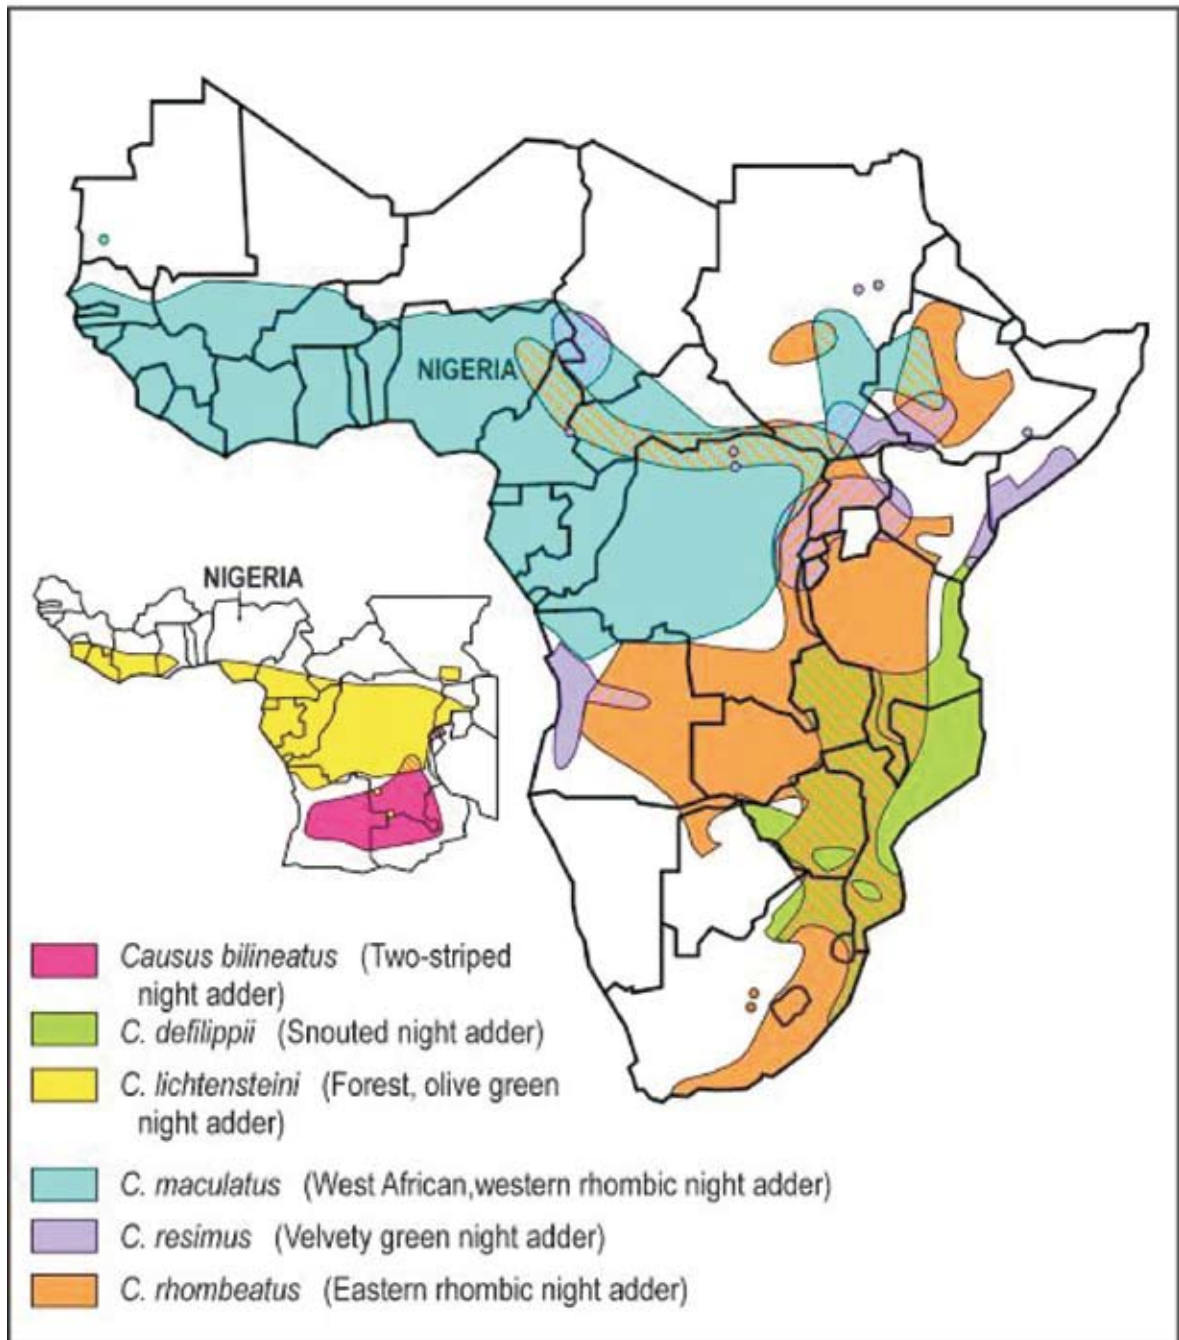 NIGERIA
NIGERIA
Causus bilineatus (Two-striped
night adder)
C. defilippii (Snouted night adder)
C. lichtensteini (Forest, olive green
night adder)
C. maculatus (West African,western rhombic night adder)
C. resimus (Velvety green night adder)
C. rhombeatus (Eastern rhombic night adder)